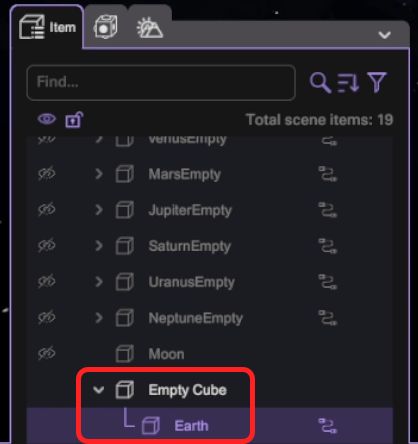 Item
Find...
Total scene items: 19
VenusEmpty
MarsEmpty
JupiterEmpty
SaturnEmpty
UranusEmpty
NeptuneEmpty
Moon
Empty Cube
Earth